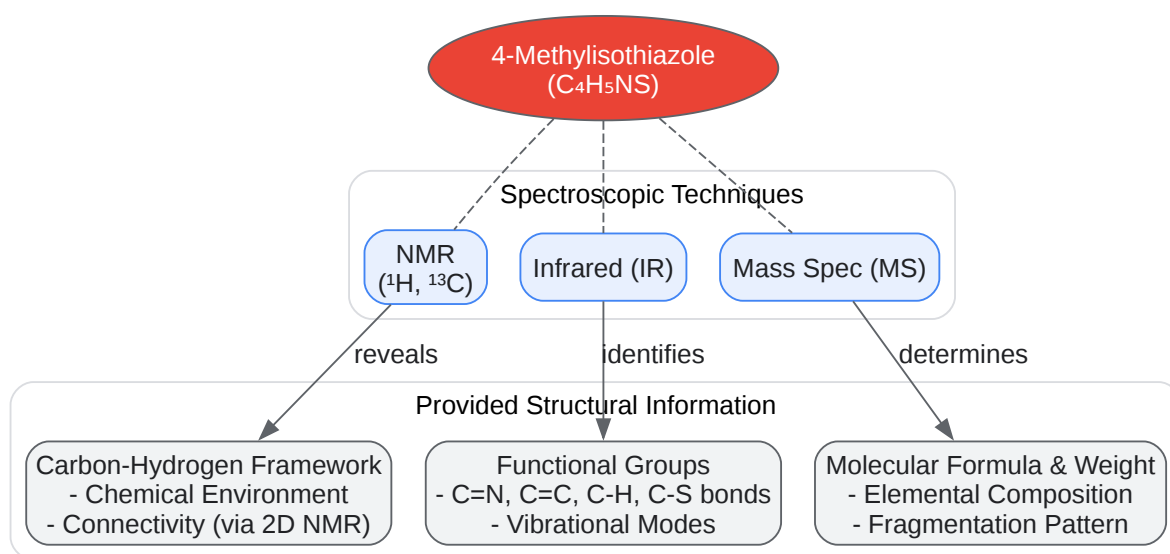 4-Methylisothiazole
(C₄H₅NS)
Spectroscopic Techniques
NMR
(¹H, ¹³C)
Infrared (IR)
Mass Spec (MS)
reveals
identifies
determines
Provided Structural Information
Carbon-Hydrogen Framework
- Chemical Environment
- Connectivity (via 2D NMR)
Functional Groups
- C=N, C=C, C-H, C-S bonds
- Vibrational Modes
Molecular Formula & Weight
- Elemental Composition
- Fragmentation Pattern